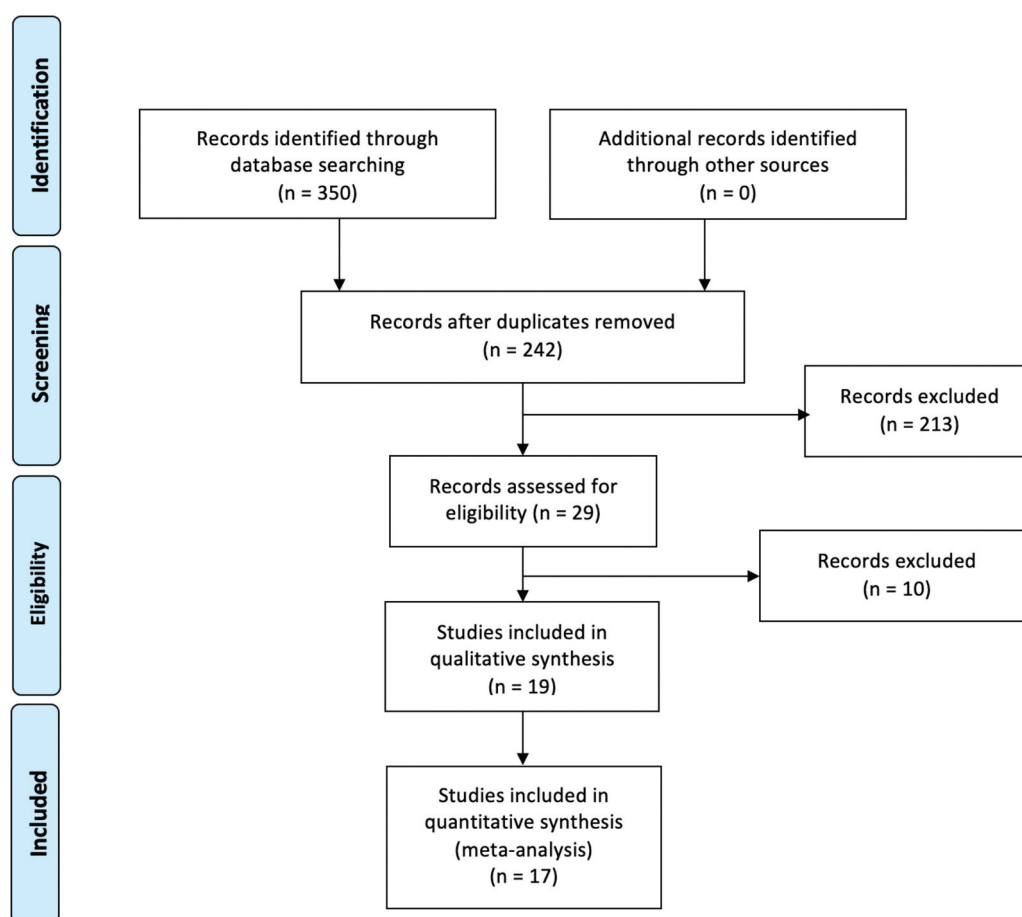 Identification
Records identified through
database searching
(n = 350)
Additional records identified
through other sources
(n = 0)
Screening
Records after duplicates removed
(n = 242)
Records excluded
(n = 213)
Eligibility
Records assessed for
eligibility (n = 29)
Records excluded
(n = 10)
Studies included in
qualitative synthesis
(n = 19)
Included
Studies included in
quantitative synthesis
(meta-analysis)
(n = 17)